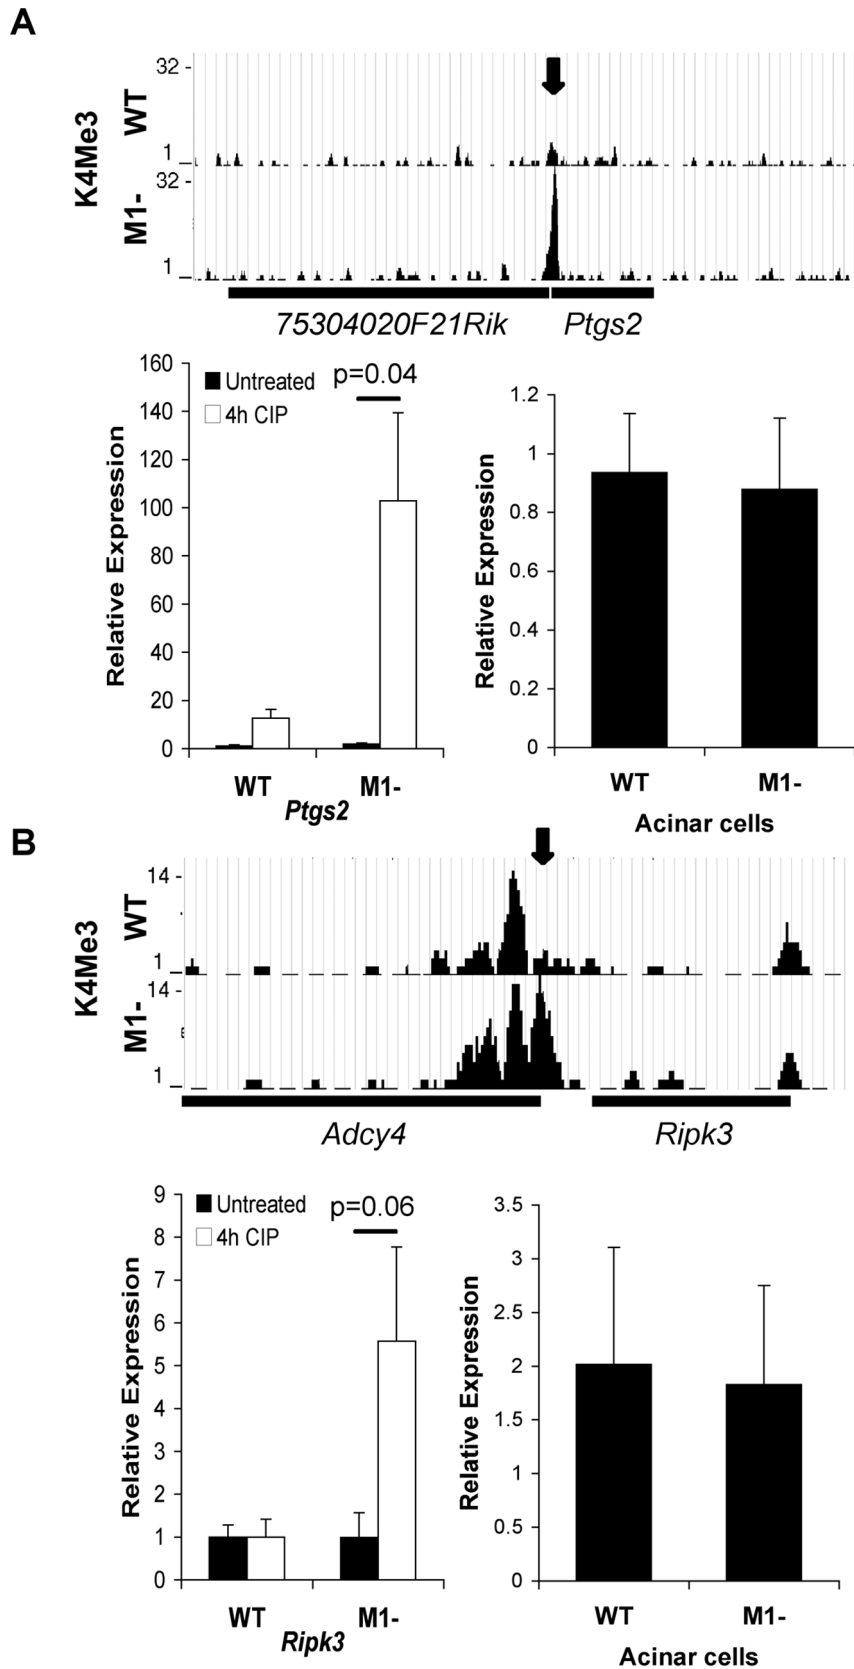 A
K4Me3
WT
M1-
32 -
1
32 -
1
75304020F21Rik Ptgs2
Relative Expression
160
140
120
100
80
60
40
20
0
Untreated
4h CIP
p=0.04
WT M1-
Ptgs2
Relative Expression
1.2
1
0.8
0.6
0.4
0.2
0
WT M1-
Acinar cells
B
K4Me3
WT
M1-
14 -
1
14 -
1
Adcy4 Ripk3
Relative Expression
9
8
7
6
5
4
3
2
1
0
Untreated
4h CIP
p=0.06
WT M1-
Ripk3
Relative Expression
3.5
3
2.5
2
1.5
1
0.5
0
WT M1-
Acinar cells